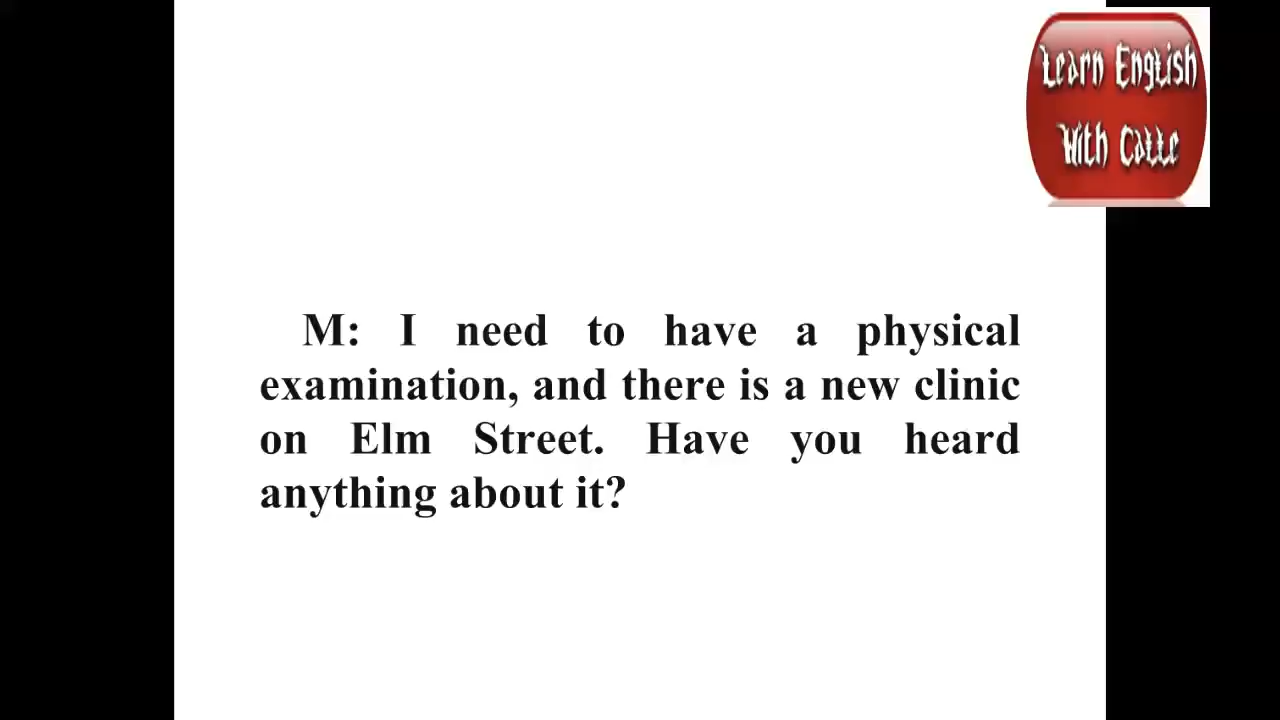 Learn English
With Catte
M: I need to have a physical
examination, and there is a new clinic
on Elm Street. Have you heard
anything about it?